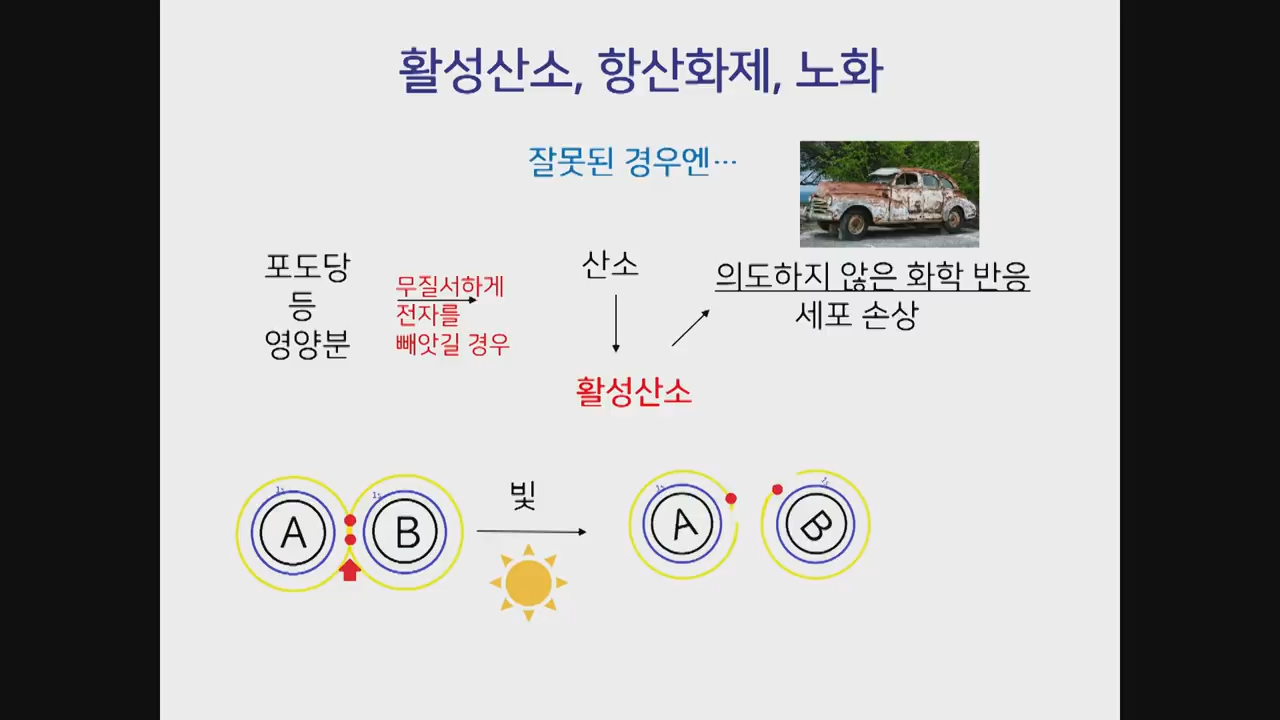 활성산소, 항산화제, 노화
잘못된 경우엔…
포도당
등
영양분
무질서하게
전자를
빼앗길 경우
산소
의도하지 않은 화학 반응
세포 손상
활성산소
A
B
빛
A
B